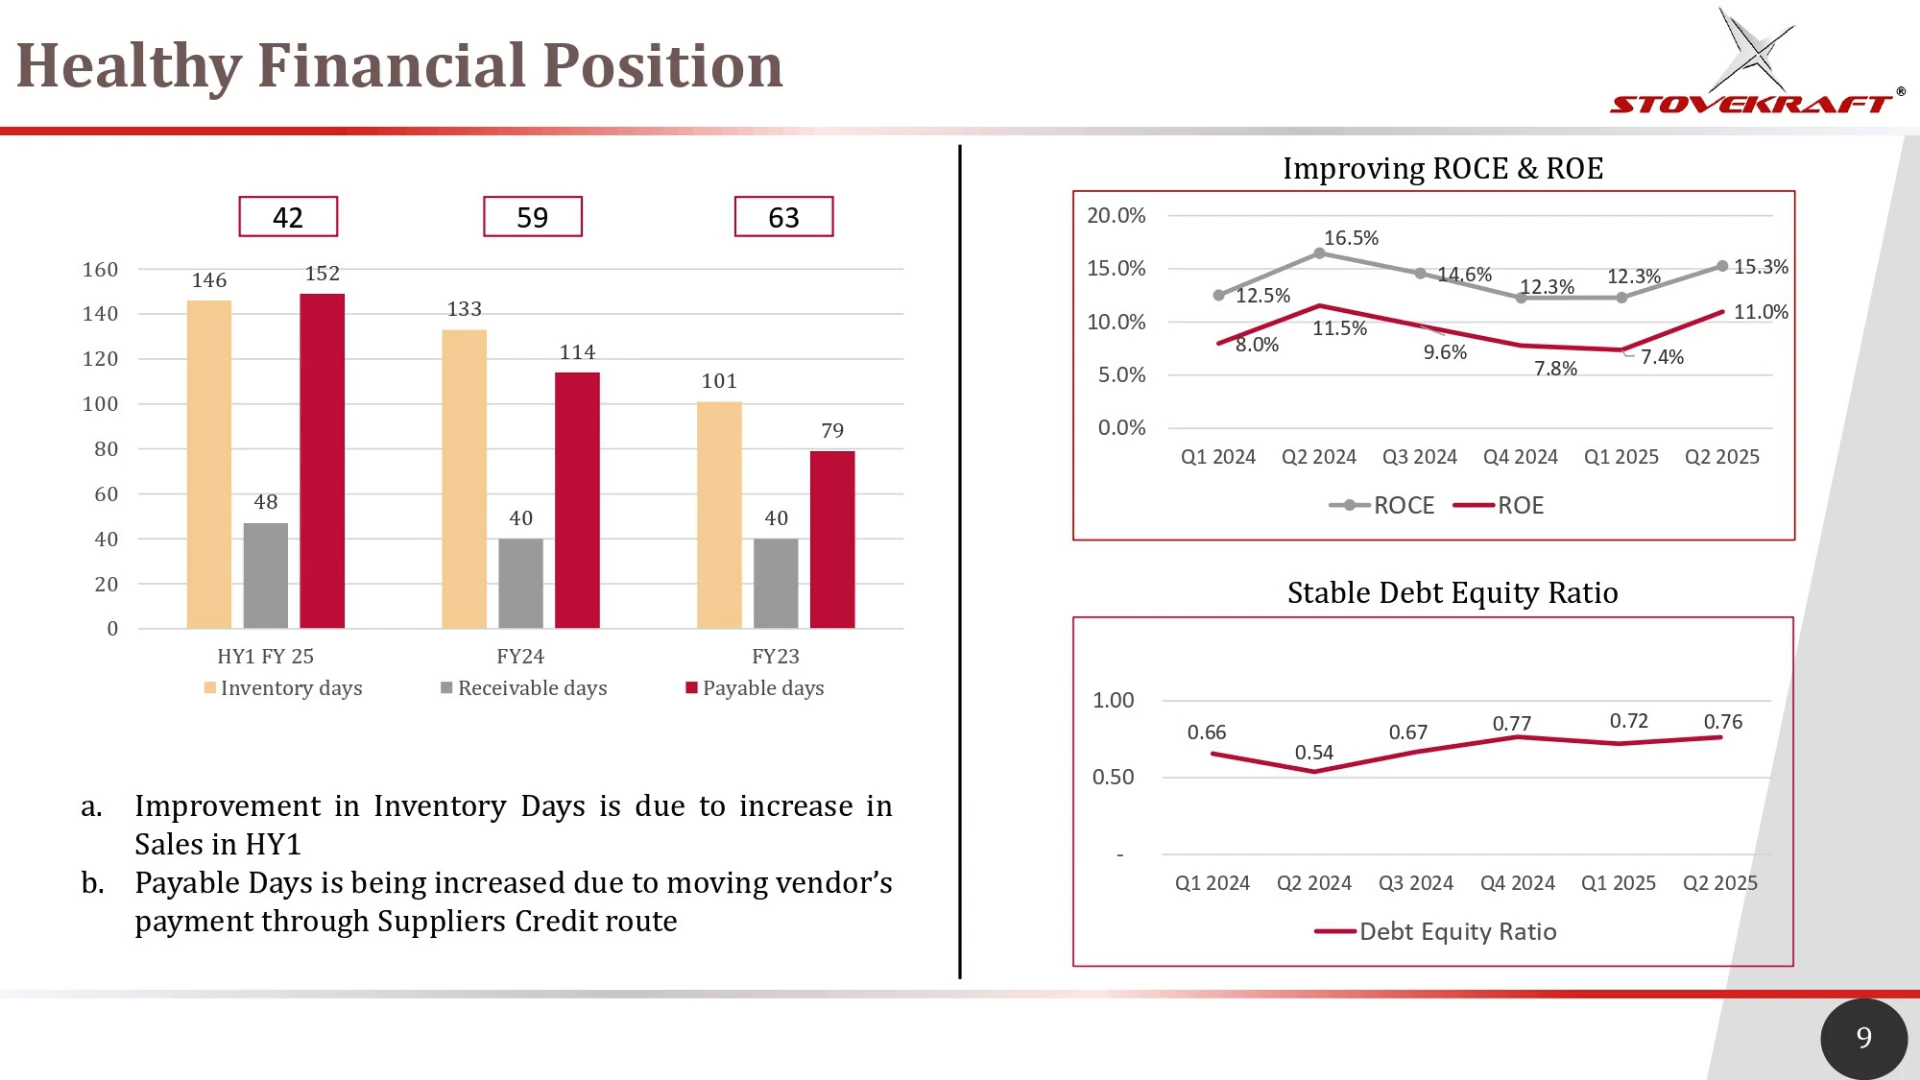 Healthy Financial Position
STOVEKRAFT®
42 59 63
160
140
120
100
80
60
40
20
0
146 48 152
133 40 114
101 40 79
HY1 FY 25 FY24 FY23
Inventory days Receivable days Payable days
a. Improvement in Inventory Days is due to increase in
Sales in HY1
b. Payable Days is being increased due to moving vendor’s
payment through Suppliers Credit route
Improving ROCE & ROE
20.0%
15.0%
10.0%
5.0%
0.0%
12.5% 16.5% 14.6% 12.3% 12.3% 15.3%
8.0% 11.5% 9.6% 7.8% 7.4% 11.0%
Q1 2024 Q2 2024 Q3 2024 Q4 2024 Q1 2025 Q2 2025
ROCE ROE
Stable Debt Equity Ratio
1.00
0.50
-
0.66 0.54 0.67 0.77 0.72 0.76
Q1 2024 Q2 2024 Q3 2024 Q4 2024 Q1 2025 Q2 2025
Debt Equity Ratio
9